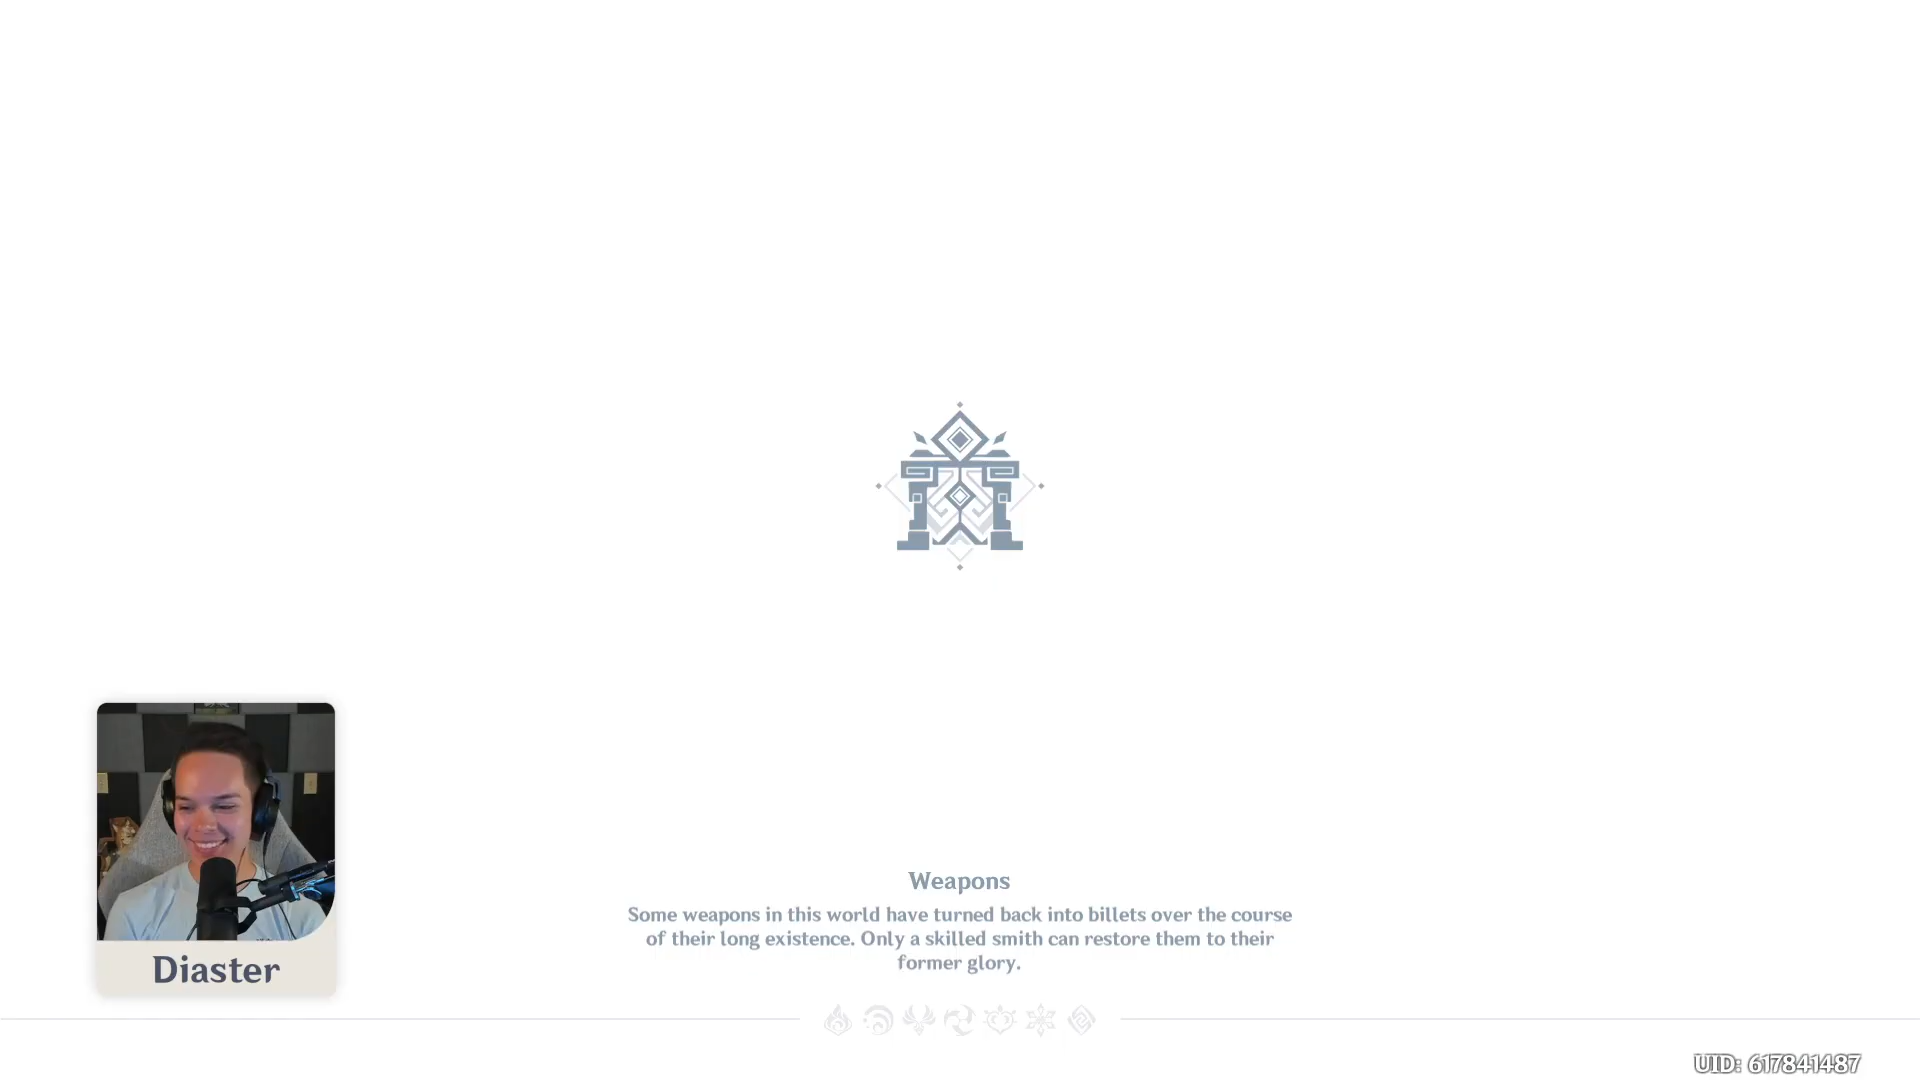 Weapons
Some weapons in this world have turned back into billets over the course
of their long existence. Only a skilled smith can restore them to their
former glory.
Diaster
UID: 617841487